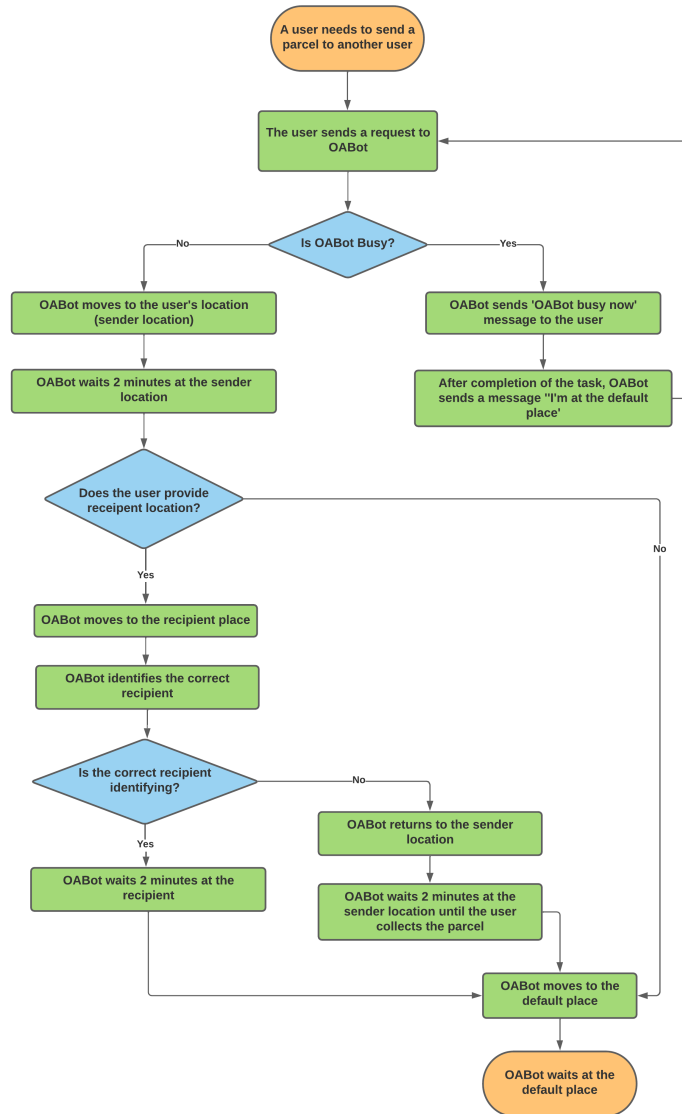 A user needs to send a
parcel to another user
The user sends a request to
OABot
Is OABot Busy?
No
Yes
OABot moves to the user's location
(sender location)
OABot sends 'OABot busy now'
message to the user
OABot waits 2 minutes at the sender
location
After completion of the task, OABot
sends a message "I'm at the default
place'
Does the user provide
receipent location?
No
Yes
OABot moves to the recipient place
OABot identifies the correct
recipient
Is the correct recipient
identifying?
No
Yes
OABot returns to the sender
location
OABot waits 2 minutes at the
recipient
OABot waits 2 minutes at the
sender location until the user
collects the parcel
OABot moves to the
default place
OABot waits at the
default place